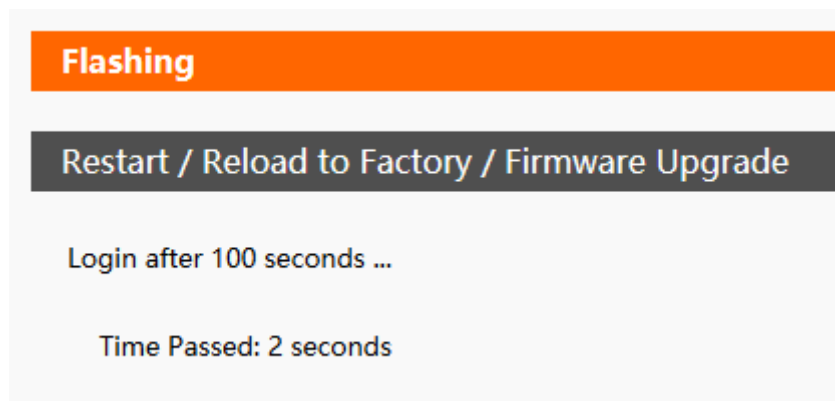 Flashing
Restart / Reload to Factory / Firmware Upgrade
Login after 100 seconds ...
Time Passed: 2 seconds